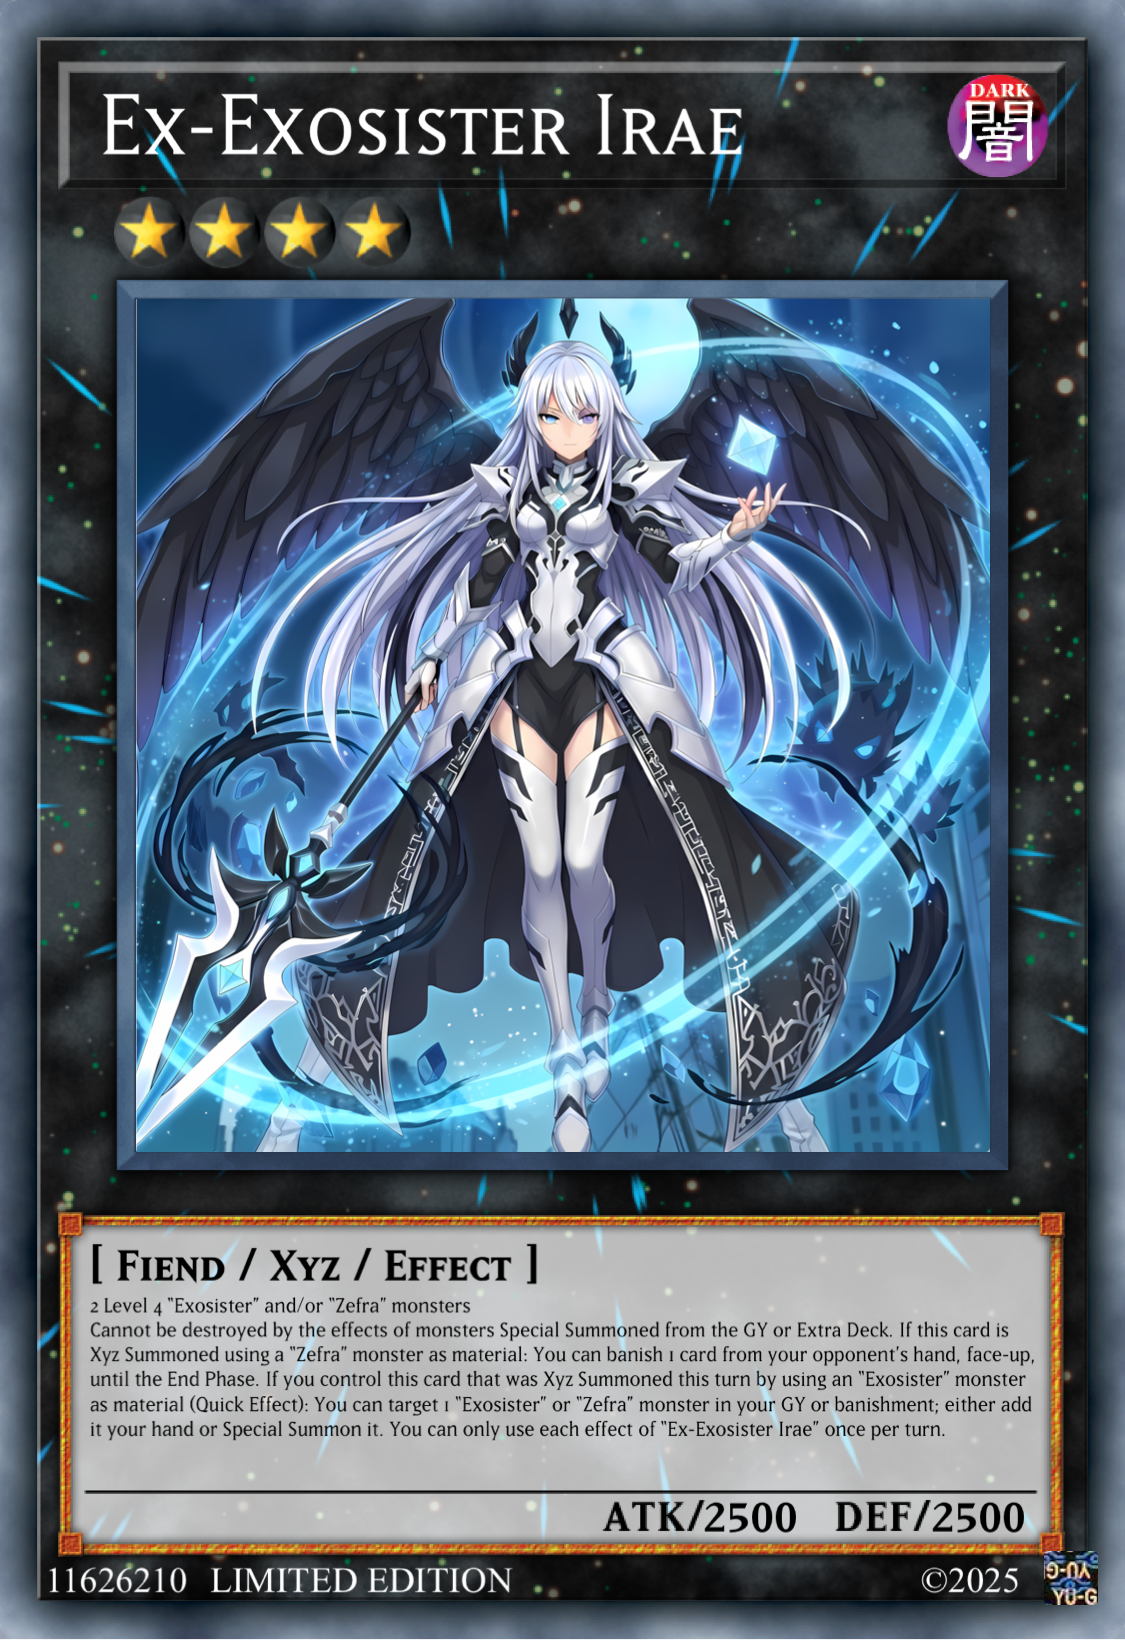 Ex-Exosister Irae
DARK
闇
[ Fiend / Xyz / Effect ]
2 Level 4 "Exosister" and/or "Zefra" monsters
Cannot be destroyed by the effects of monsters Special Summoned from the GY or Extra Deck. If this card is
Xyz Summoned using a "Zefra" monster as material: You can banish 1 card from your opponent's hand, face-up,
until the End Phase. If you control this card that was Xyz Summoned this turn by using an "Exosister" monster
as material (Quick Effect): You can target 1 "Exosister" or "Zefra" monster in your GY or banishment; either add
it your hand or Special Summon it. You can only use each effect of "Ex-Exosister Irae" once per turn.
ATK/2500 DEF/2500
11626210 LIMITED EDITION ©2025
YU-G
YU-G